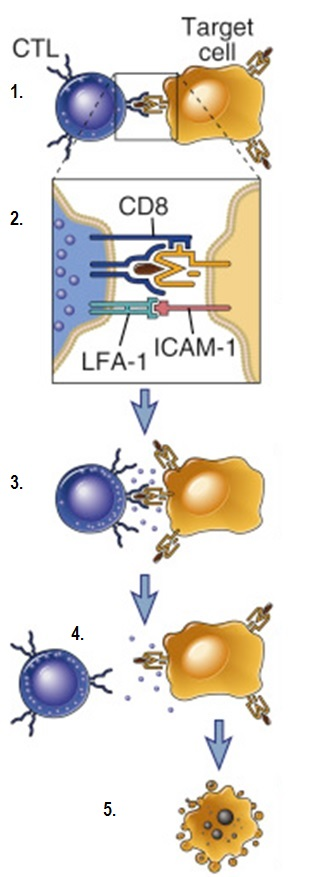 Target
CTL cell
1.
2.
CD8
LFA-1 ICAM-1
3.
4.
5.